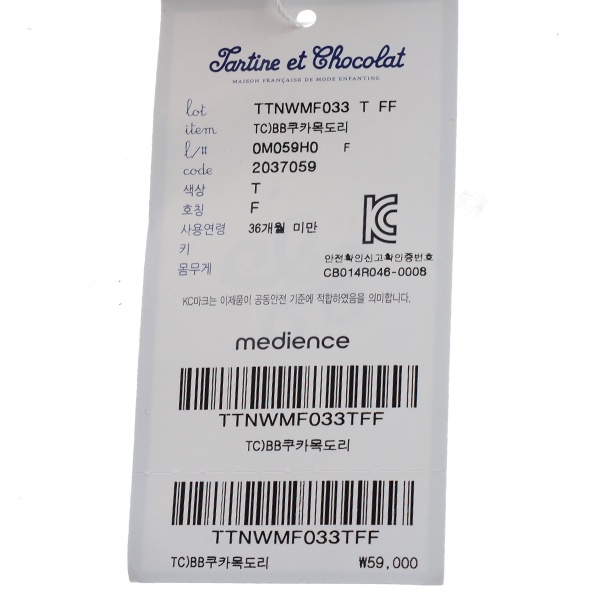 Tartine et Chocolat
MAISON FRANÇAISE DE MODE ENFANTINE
lot TTNWMF033 T FF
item TC)BB쿠카목도리
l/# 0M059H0 F
code 2037059
색상 T
호칭 F
사용연령 36개월 미만
키
몸무게
안전확인신고확인증번호
CB014R046-0008
KC마크는 이제품이 공동안전 기준에 적합하였음을 의미합니다.
medience
TTNWMF033TFF
TC)BB쿠카목도리
TTNWMF033TFF
TC)BB쿠카목도리 ₩59,000